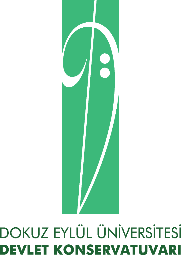 DOKUZ EYLÜL ÜNİVERSİTESİ
DEVLET KONSERVATUVARI